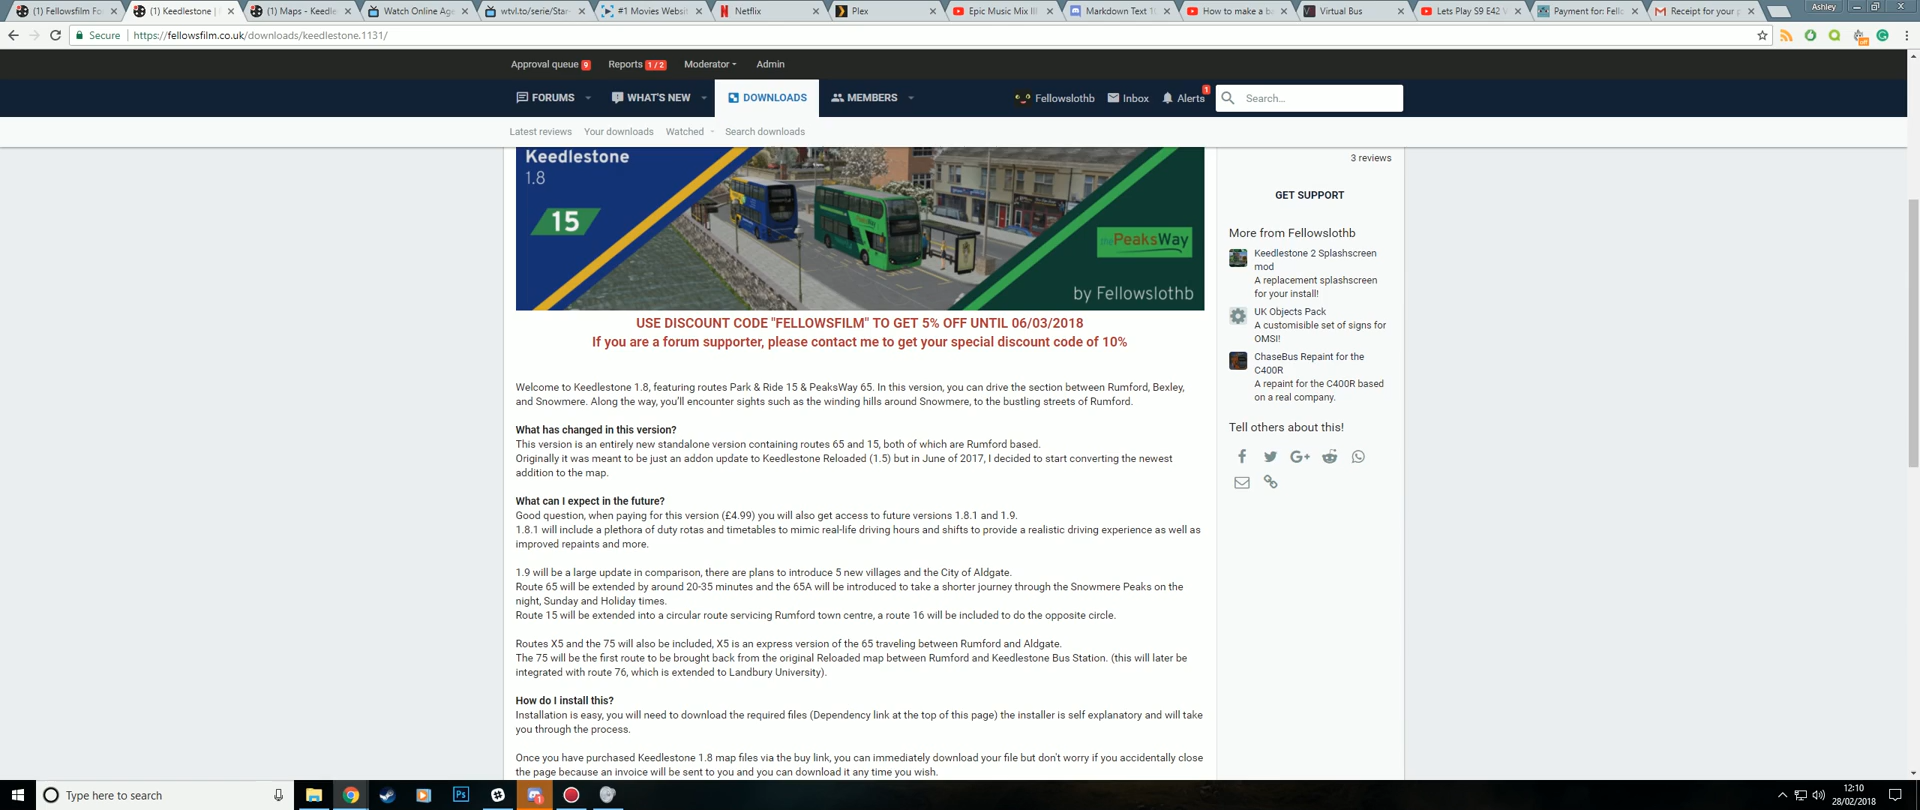 (1) Fellowsfilm Fo
(1) Keedlestone |
(1) Maps - Keedle
Watch Online Age
wtvl.to/serie/Star-
#1 Movies Websi
Netflix
Plex
Epic Music Mix II
Markdown Text 10
How to make a b
Virtual Bus
Lets Play S9 E42 V
Payment for: Fello
Receipt for your p
Ashley
Secure
https://fellowsfilm.co.uk/downloads/keedlestone.1131/
Approval queue 9
Reports 1 / 2
Moderator
Admin
FORUMS
WHAT'S NEW
DOWNLOADS
MEMBERS
Fellowslothb
Inbox
Alerts 1
Search...
Latest reviews
Your downloads
Watched
Search downloads
Keedlestone
1.8
15
PeaksWay
by Fellowslothb
USE DISCOUNT CODE "FELLOWSFILM" TO GET 5% OFF UNTIL 06/03/2018
If you are a forum supporter, please contact me to get your special discount code of 10%
Welcome to Keedlestone 1.8, featuring routes Park & Ride 15 & PeaksWay 65. In this version, you can drive the section between Rumford, Bexley,
and Snowmere. Along the way, you'll encounter sights such as the winding hills around Snowmere, to the bustling streets of Rumford.
What has changed in this version?
This version is an entirely new standalone version containing routes 65 and 15, both of which are Rumford based.
Originally it was meant to be just an addon update to Keedlestone Reloaded (1.5) but in June of 2017, I decided to start converting the newest
addition to the map.
What can I expect in the future?
Good question, when paying for this version (£4.99) you will also get access to future versions 1.8.1 and 1.9.
1.8.1 will include a plethora of duty rotas and timetables to mimic real-life driving hours and shifts to provide a realistic driving experience as well as
improved repaints and more.
1.9 will be a large update in comparison, there are plans to introduce 5 new villages and the City of Aldgate.
Route 65 will be extended by around 20-35 minutes and the 65A will be introduced to take a shorter journey through the Snowmere Peaks on the
night, Sunday and Holiday times.
Route 15 will be extended into a circular route servicing Rumford town centre, a route 16 will be included to do the opposite circle.
Routes X5 and the 75 will also be included, X5 is an express version of the 65 traveling between Rumford and Aldgate.
The 75 will be the first route to be brought back from the original Reloaded map between Rumford and Keedlestone Bus Station. (this will later be
integrated with route 76, which is extended to Landbury University).
How do I install this?
Installation is easy, you will need to download the required files (Dependency link at the top of this page) the installer is self explanatory and will take
you through the process.
Once you have purchased Keedlestone 1.8 map files via the buy link, you can immediately download your file but don't worry if you accidentally close
the page because an invoice will be sent to you and you can download it any time you wish.
3 reviews
GET SUPPORT
More from Fellowslothb
Keedlestone 2 Splashscreen
mod
A replacement splashscreen
for your install!
UK Objects Pack
A customisible set of signs for
OMSI!
ChaseBus Repaint for the
C400R
A repaint for the C400R based
on a real company.
Tell others about this!
Type here to search
12:10
28/02/2018